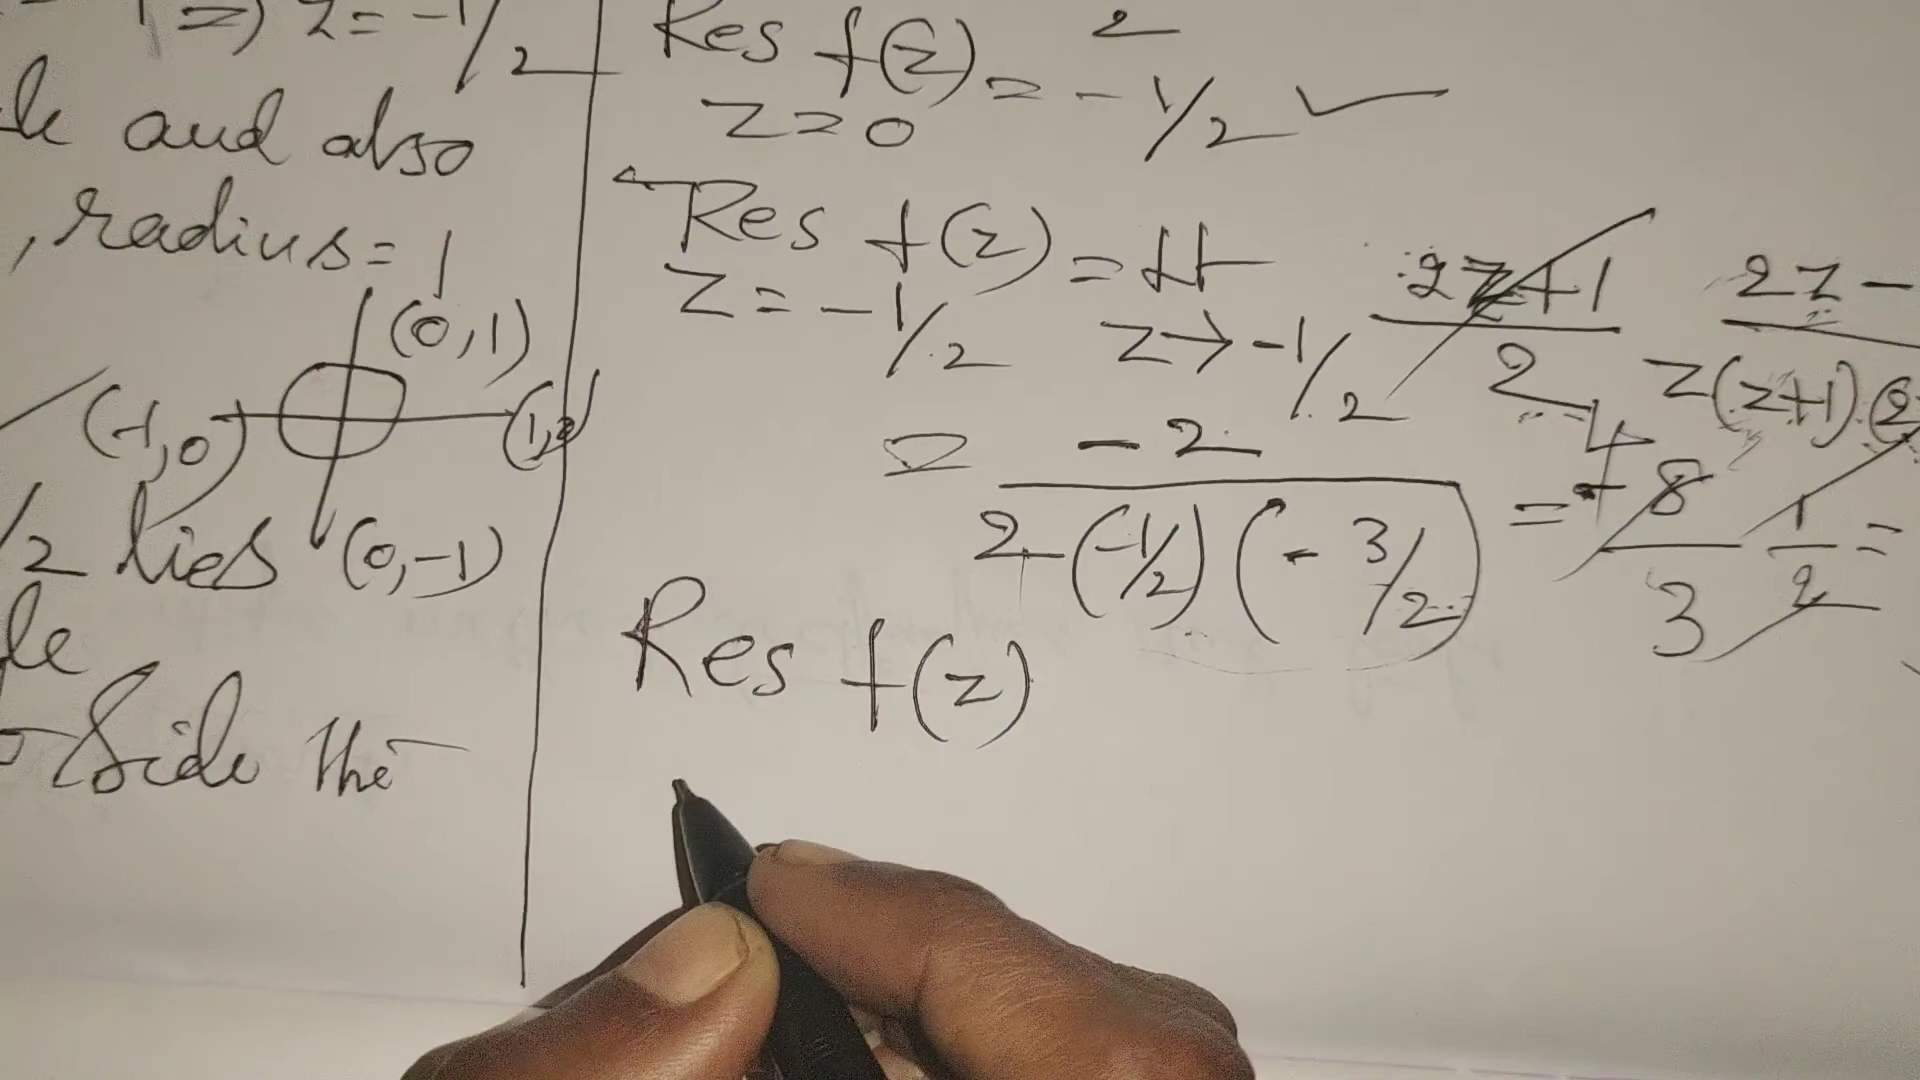 1 => z = -1/2
le and also
, radius = 1
(0,1)
(-1,0)
(0,-1)
/2 lies
le
side the
Res f(z) = -1/2 ✓
z=0
2
Res f(z) = lt 2z+1/2 2z-/z(z+1)(2
z=-1/2 z→-1/2
= -2/2(-1/2)(-3/2) = +8/3 1/2 =
4
Res f(z)